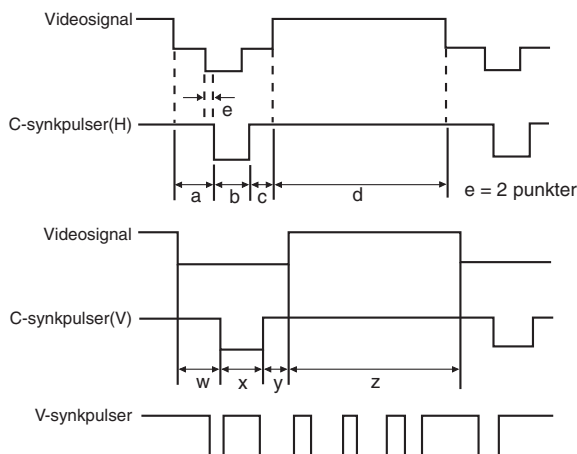 Videosignal
e
C-synkpulser(H)
a b c d e = 2 punkter
Videosignal
C-synkpulser(V)
w x y z
V-synkpulser